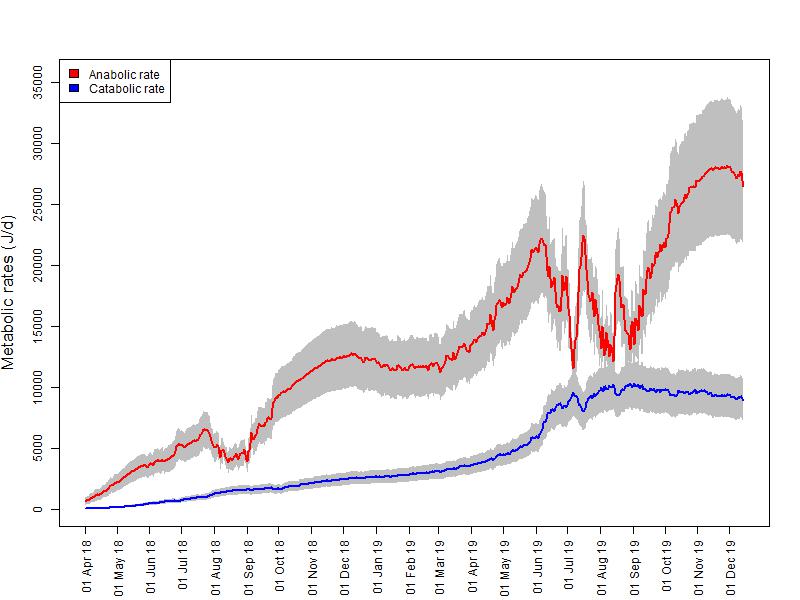 Anabolic rate
Catabolic rate
Metabolic rates (J/d)
35000
30000
25000
20000
15000
10000
5000
0
01 Apr 18
01 May 18
01 Jun 18
01 Jul 18
01 Aug 18
01 Sep 18
01 Oct 18
01 Nov 18
01 Dec 18
01 Jan 19
01 Feb 19
01 Mar 19
01 Apr 19
01 May 19
01 Jun 19
01 Jul 19
01 Aug 19
01 Sep 19
01 Oct 19
01 Nov 19
01 Dec 19